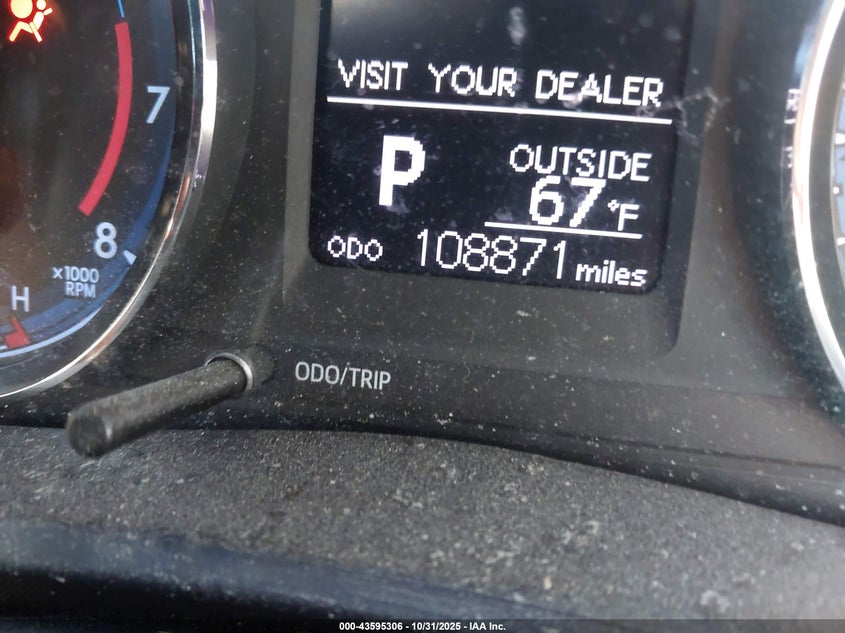 VISIT YOUR DEALER
7
P
OUTSIDE
67°F
8
ODO 108871 miles
×1000
RPM
H
ODO/TRIP
000-43595306 - 10/31/2025 - IAA Inc.